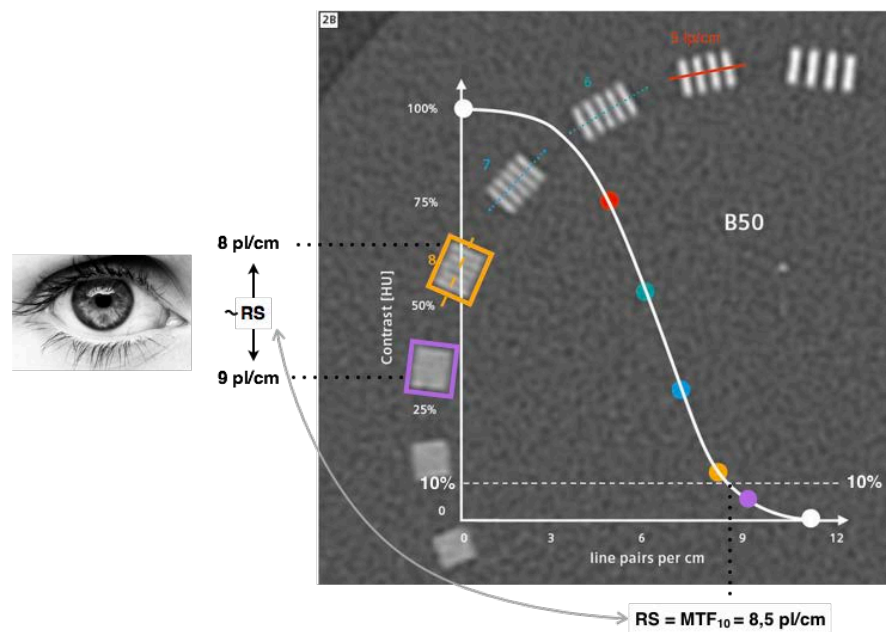 2B
5 lp/cm
6
100%
7
75%
B50
8 pl/cm
8
50%
Contrast [HU]
~RS
9 pl/cm
25%
10%
10%
0
0 3 6 9 12
line pairs per cm
RS = MTF₁₀ = 8,5 pl/cm